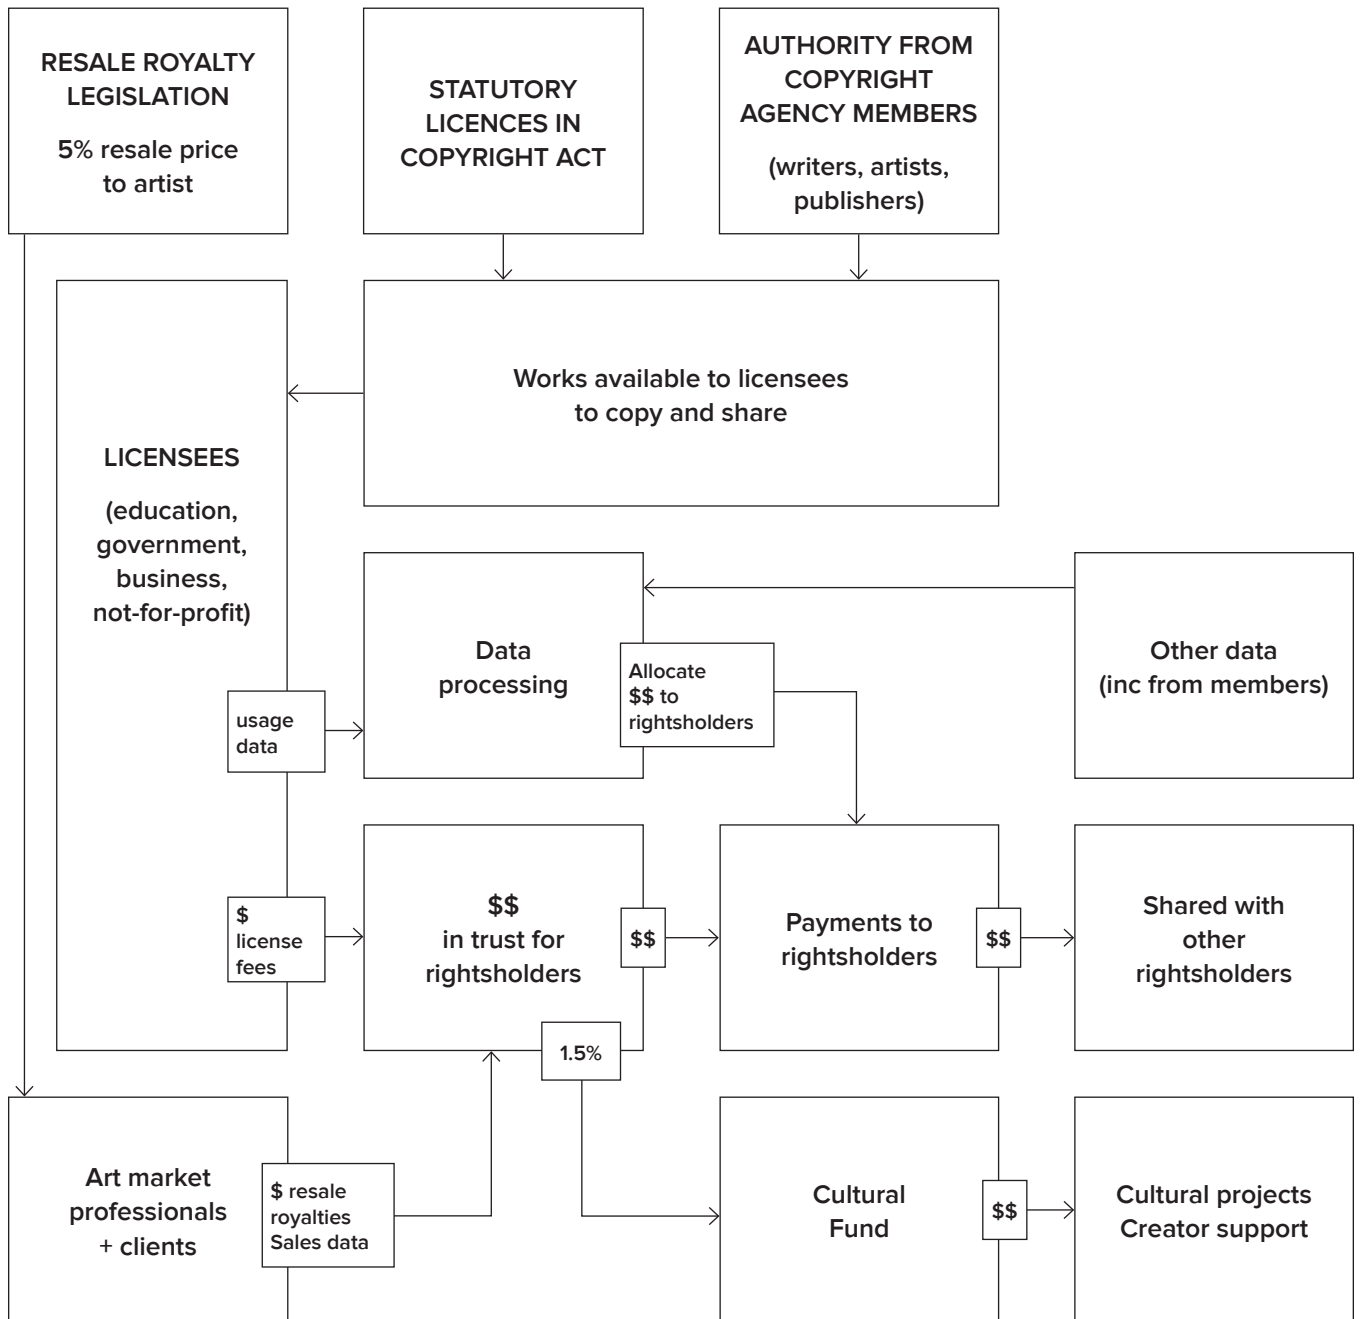 RESALE ROYALTY
LEGISLATION
5% resale price
to artist
STATUTORY
LICENCES IN
COPYRIGHT ACT
AUTHORITY FROM
COPYRIGHT
AGENCY MEMBERS
(writers, artists,
publishers)
Works available to licensees
to copy and share
LICENSEES
(education,
government,
business,
not-for-profit)
Data
processing
Allocate
$$ to
rightsholders
Other data
(inc from members)
usage
data
$
license
fees
$$
in trust for
rightsholders
$$
Payments to
rightsholders
$$
Shared with
other
rightsholders
1.5%
Art market
professionals
+ clients
$ resale
royalties
Sales data
Cultural
Fund
$$
Cultural projects
Creator support